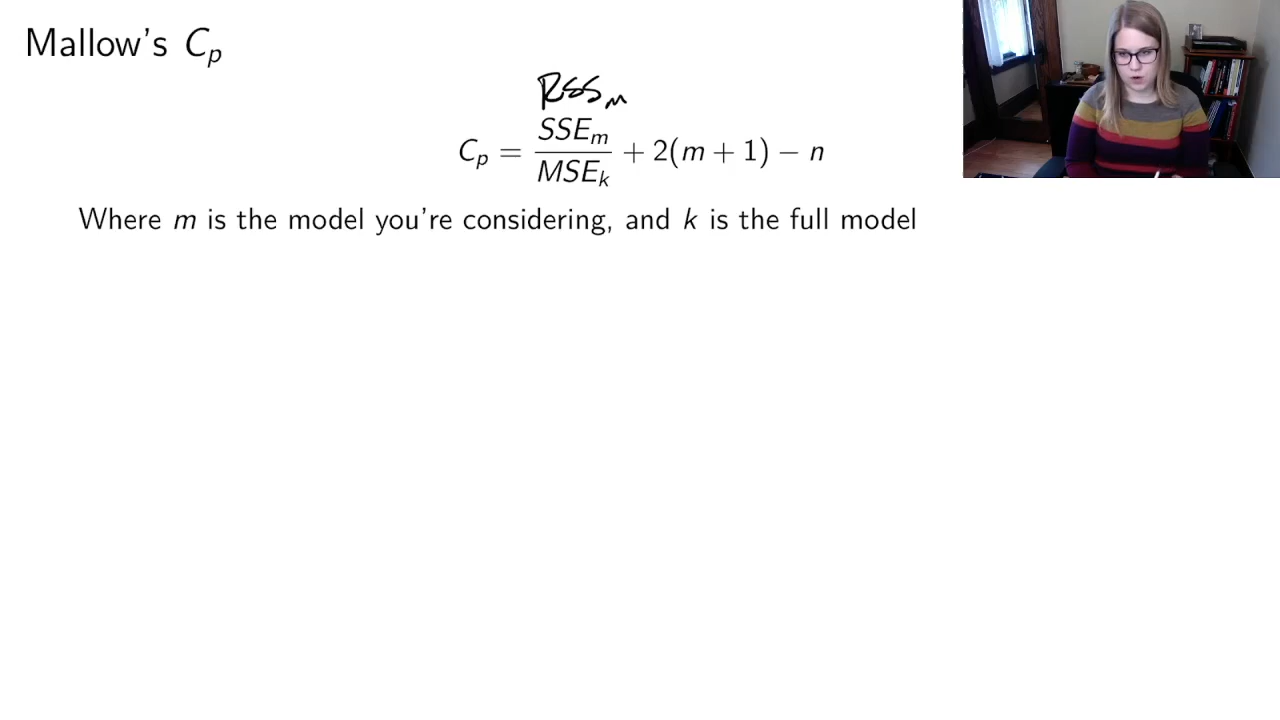 Mallow's Cₚ
RSSₘ
Cₚ = SSEₘ / MSEₖ + 2(m + 1) − n
Where m is the model you're considering, and k is the full model